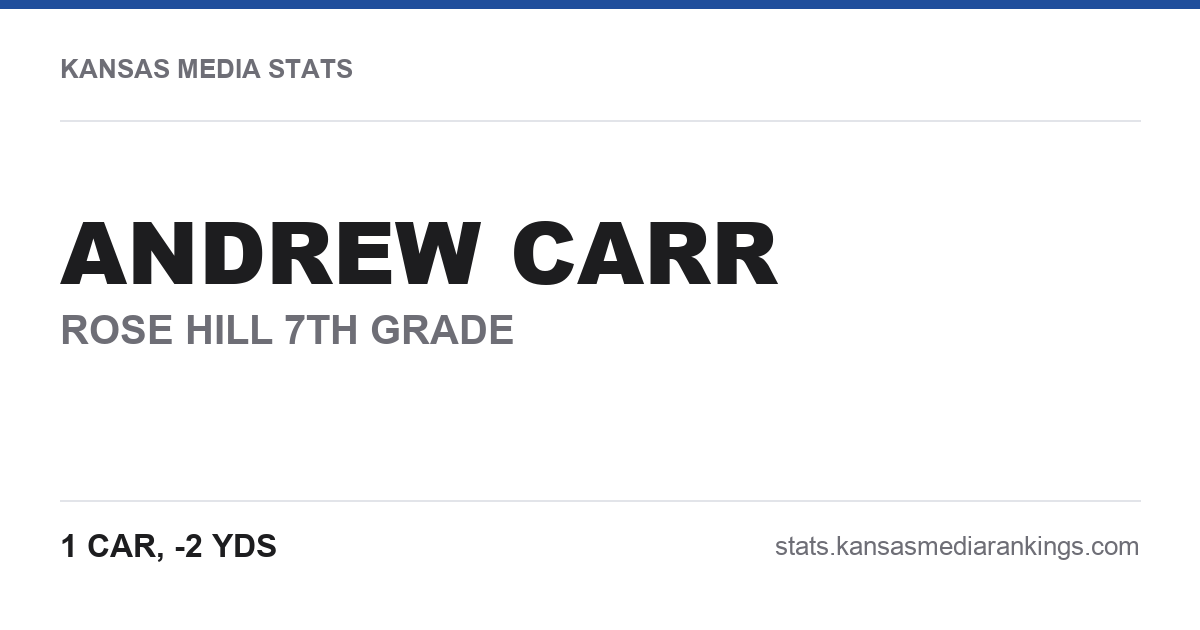 KANSAS MEDIA STATS
ANDREW CARR
ROSE HILL 7TH GRADE
1 CAR, -2 YDS
stats.kansasmediarankings.com